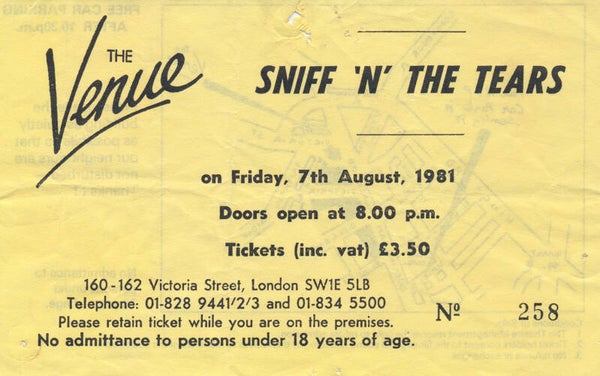 THE
Venue
SNIFF 'N' THE TEARS
on Friday, 7th August, 1981
Doors open at 8.00 p.m.
Tickets (inc. vat) £3.50
160-162 Victoria Street, London SW1E 5LB
Telephone: 01-828 9441/2/3 and 01-834 5500
Please retain ticket while you are on the premises.
No admittance to persons under 18 years of age.
Nº 258